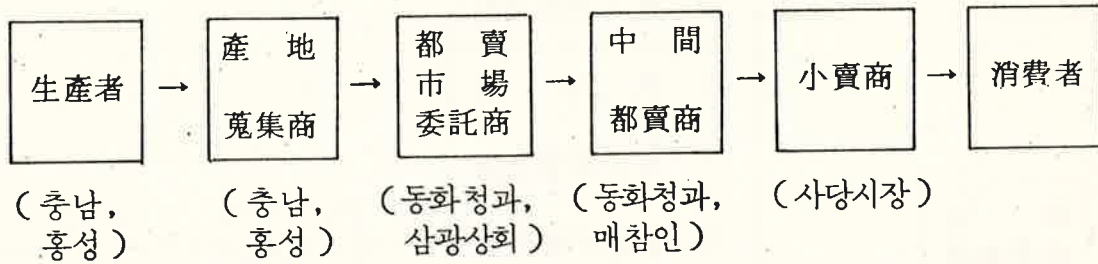 生産者 → 産地蒐集商 → 都賣市場委託商 → 中間都賣商 → 小賣商 → 消費者
(충남, 홍성) (충남, 홍성) (동화청과, 삼광상회) (동화청과, 매참인) (사당시장)